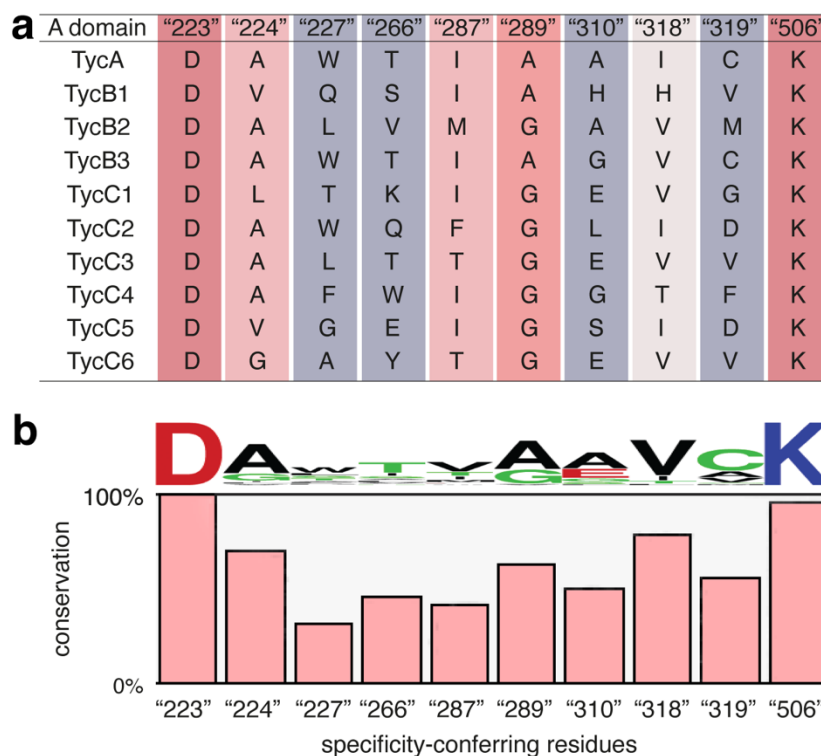 a
A domain “223” “224” “227” “266” “287” “289” “310” “318” “319” “506”
TycA D A W T I A A I C K
TycB1 D V Q S I A H H V K
TycB2 D A L V M G A V M K
TycB3 D A W T I A G V C K
TycC1 D L T K I G E V G K
TycC2 D A W Q F G L I D K
TycC3 D A L T T G E V V K
TycC4 D A F W I G G T F K
TycC5 D V G E I G S I D K
TycC6 D G A Y T G E V V K
b
D A W T V A A V C K
G T G E A
100%
conservation
0%
“223” “224” “227” “266” “287” “289” “310” “318” “319” “506”
specificity-conferring residues